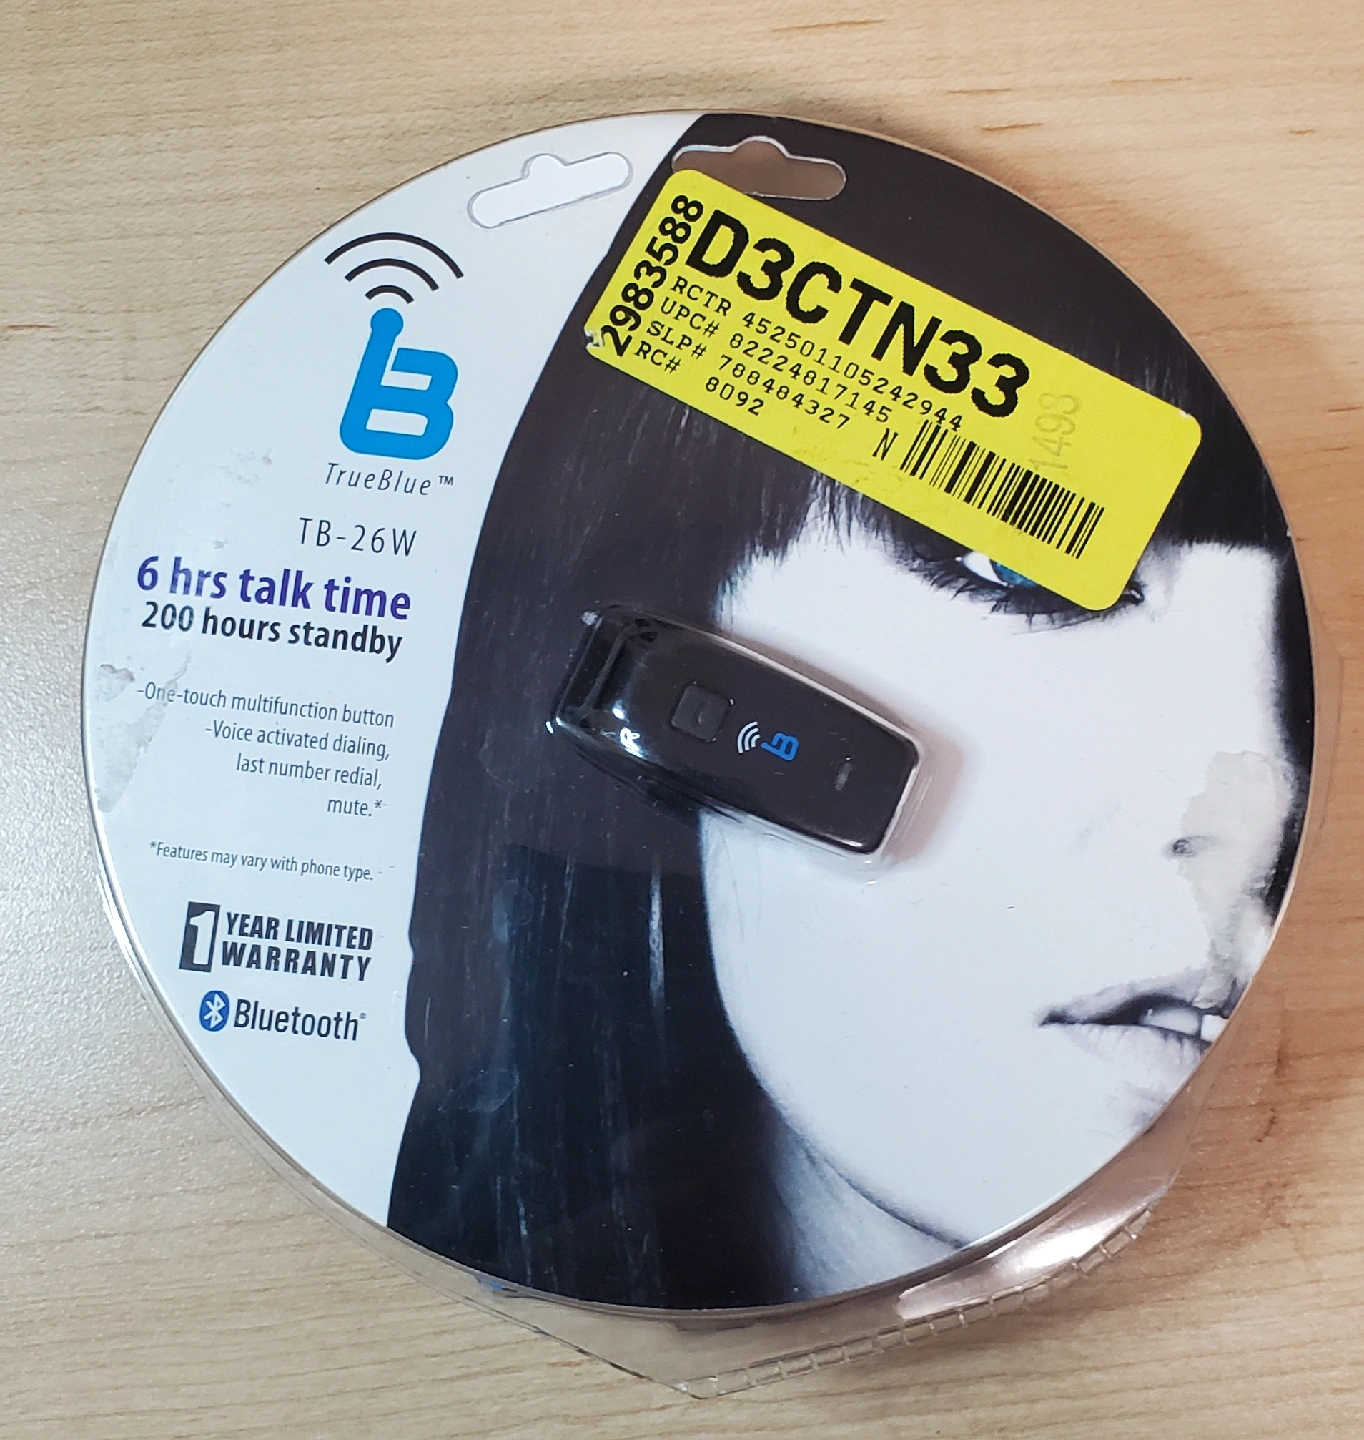 TrueBlue™
TB-26W
6 hrs talk time
200 hours standby
-One-touch multifunction button
-Voice activated dialing,
last number redial,
mute.*
*Features may vary with phone type.
1 YEAR LIMITED
WARRANTY
Bluetooth®
2983588
D3CTN33
RCTR 452501105242944
UPC# 82224817145
SLP# 788484327
RC# 8092
N
1493